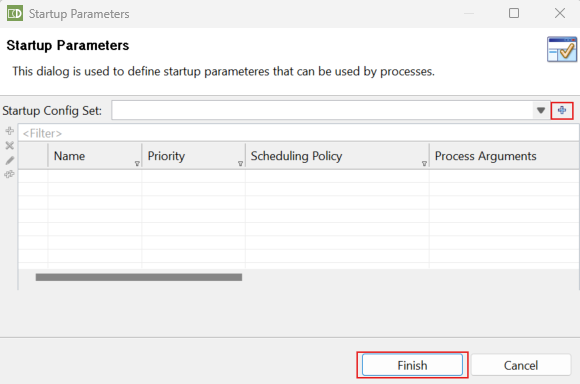 Startup Parameters
Startup Parameters
This dialog is used to define startup parameteres that can be used by processes.
Startup Config Set:
<Filter>
Name Priority Scheduling Policy Process Arguments
Finish Cancel